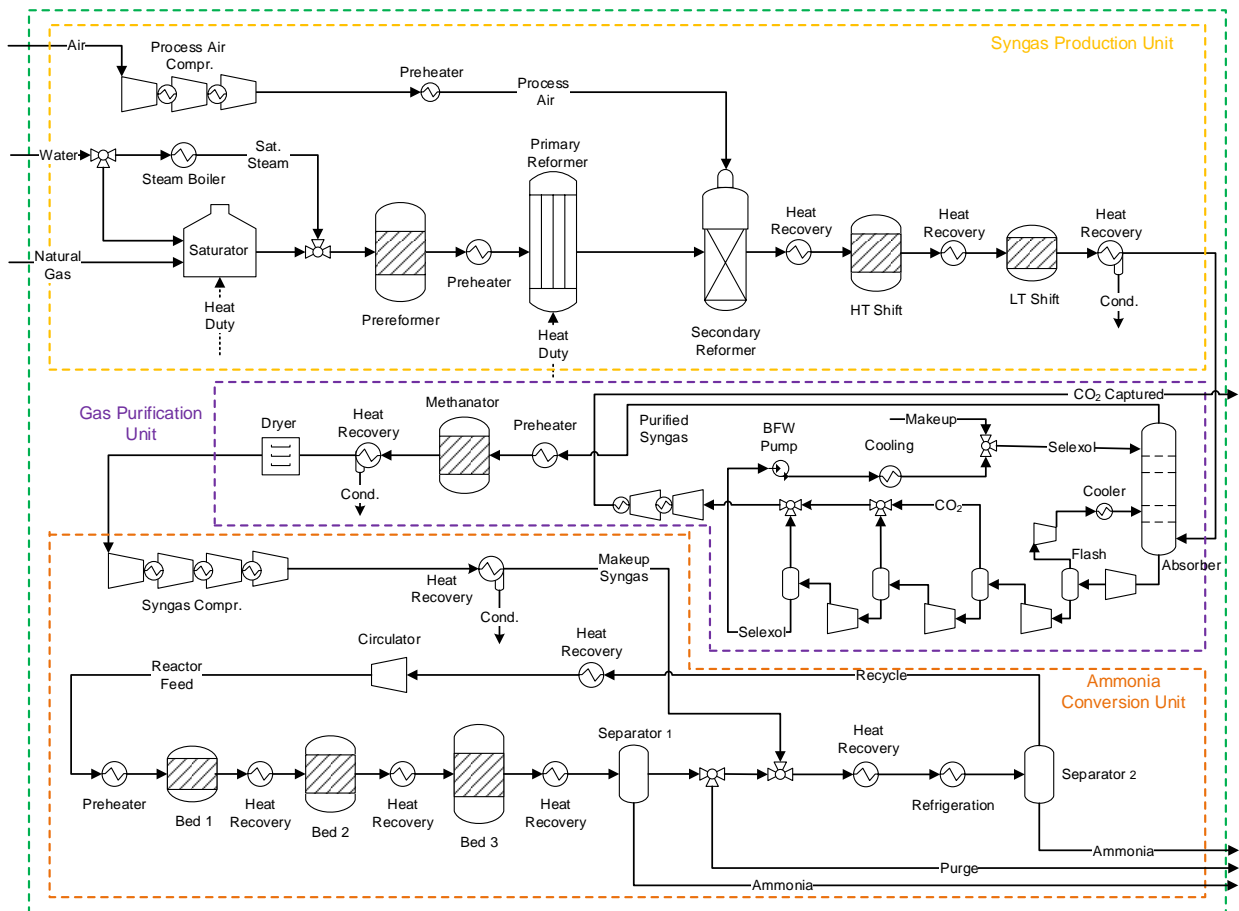 Syngas Production Unit
Air
Process Air
Compr.
Preheater
Process
Air
Water
Steam Boiler
Sat.
Steam
Primary
Reformer
Saturator
Natural
Gas
Heat
Duty
Prereformer
Preheater
Heat
Duty
Secondary
Reformer
Heat
Recovery
HT Shift
Heat
Recovery
LT Shift
Heat
Recovery
Cond.
Gas Purification
Unit
Dryer
Heat
Recovery
Cond.
Methanator
Preheater
Purified
Syngas
CO2 Captured
BFW
Pump
Cooling
Makeup
Selexol
Cooler
CO2
Flash
Absorber
Selexol
Syngas Compr.
Heat
Recovery
Cond.
Makeup
Syngas
Ammonia
Conversion Unit
Reactor
Feed
Circulator
Heat
Recovery
Recycle
Preheater
Bed 1
Heat
Recovery
Bed 2
Heat
Recovery
Bed 3
Heat
Recovery
Separator 1
Heat
Recovery
Refrigeration
Separator 2
Ammonia
Purge
Ammonia